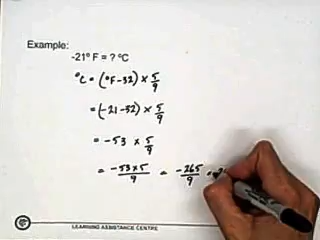 Example:
-21° F = ? °C
°C = (°F-32) × 5/9
= (-21-32) × 5/9
= -53 × 5/9
= -53×5/9 = -265/9 =
LEARNING ASSISTANCE CENTRE